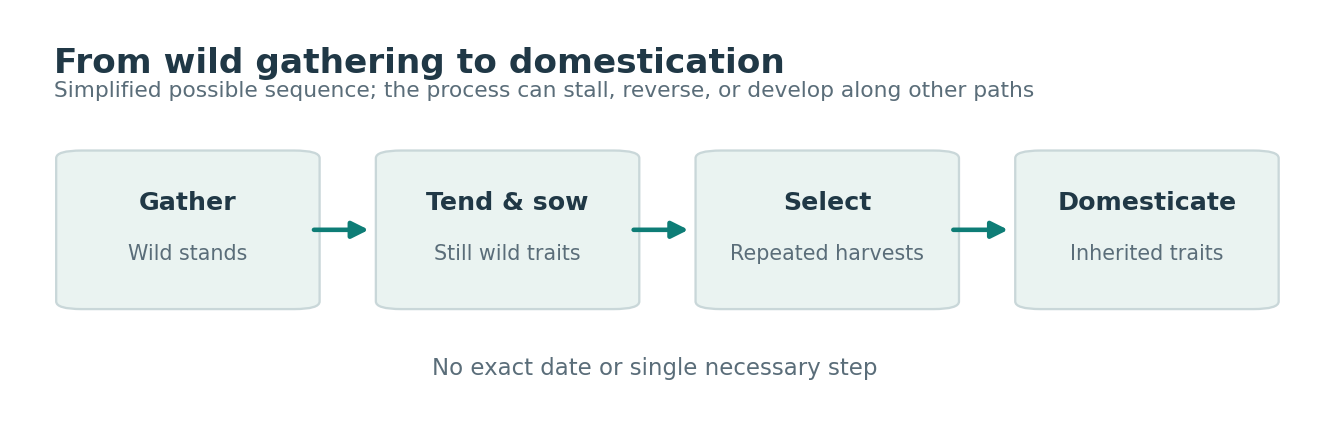 From wild gathering to domestication
Simplified possible sequence; the process can stall, reverse, or develop along other paths
Gather
Wild stands
Tend & sow
Still wild traits
Select
Repeated harvests
Domesticate
Inherited traits
No exact date or single necessary step